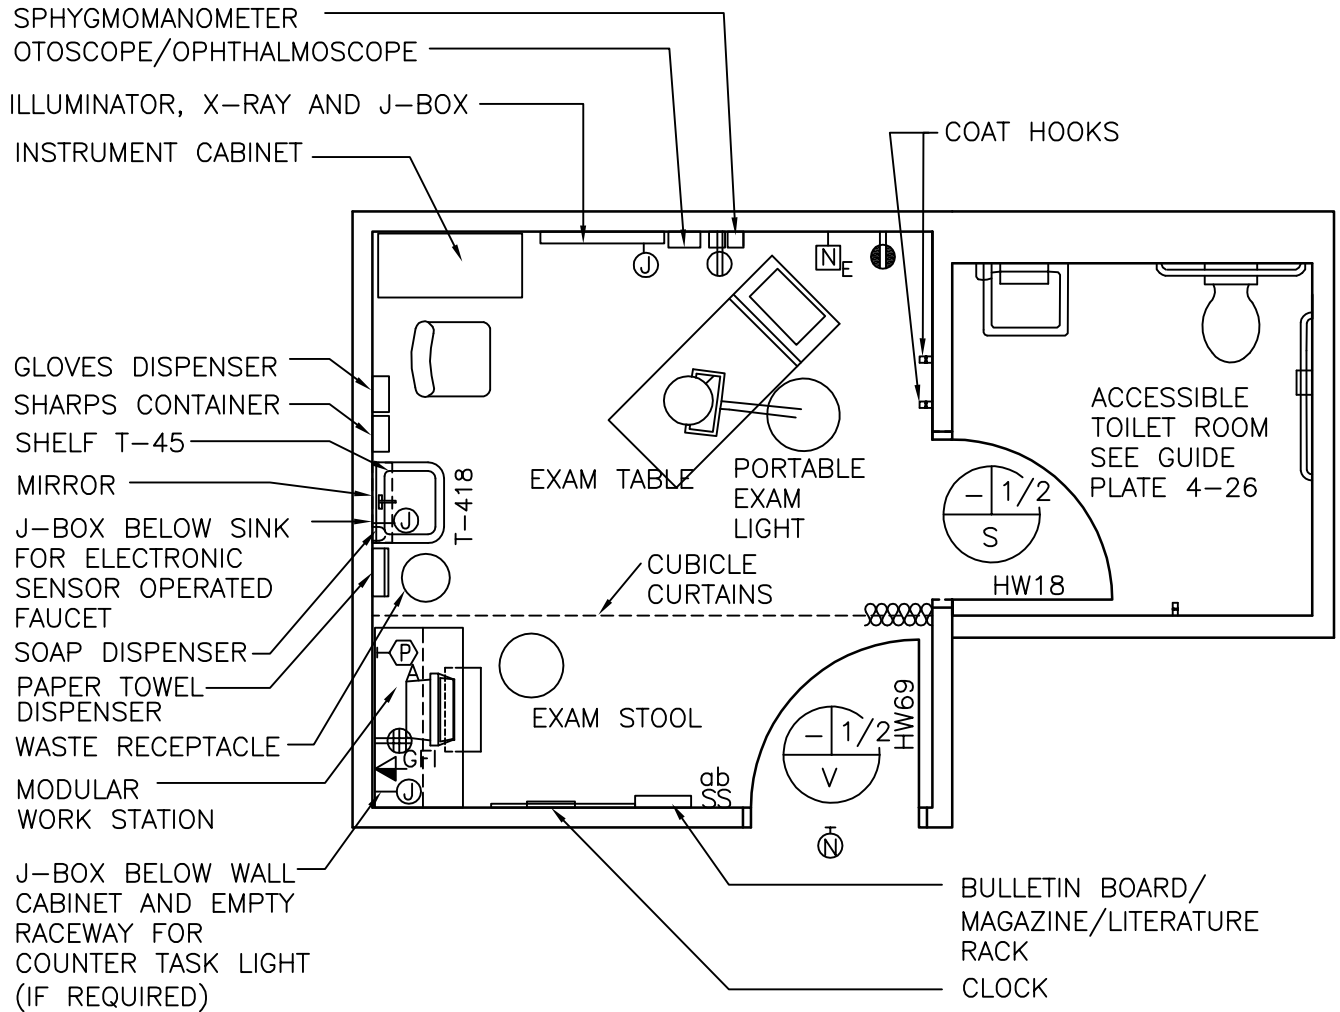 SPHYGMOMANOMETER
OTOSCOPE/OPHTHALMOSCOPE
ILLUMINATOR, X-RAY AND J-BOX
INSTRUMENT CABINET
COAT HOOKS
J
N
E
GLOVES DISPENSER
SHARPS CONTAINER
SHELF T-45
MIRROR
J-BOX BELOW SINK
FOR ELECTRONIC
SENSOR OPERATED
FAUCET
SOAP DISPENSER
PAPER TOWEL
DISPENSER
WASTE RECEPTACLE
MODULAR
WORK STATION
J-BOX BELOW WALL
CABINET AND EMPTY
RACEWAY FOR
COUNTER TASK LIGHT
(IF REQUIRED)
J
T-418
EXAM TABLE
PORTABLE
EXAM
LIGHT
CUBICLE
CURTAINS
ACCESSIBLE
TOILET ROOM
SEE GUIDE
PLATE 4-26
- 1/2
S
HW18
P
A
GFI
J
EXAM STOOL
HW69
- 1/2
V
ab
SS
N
BULLETIN BOARD/
MAGAZINE/LITERATURE
RACK
CLOCK